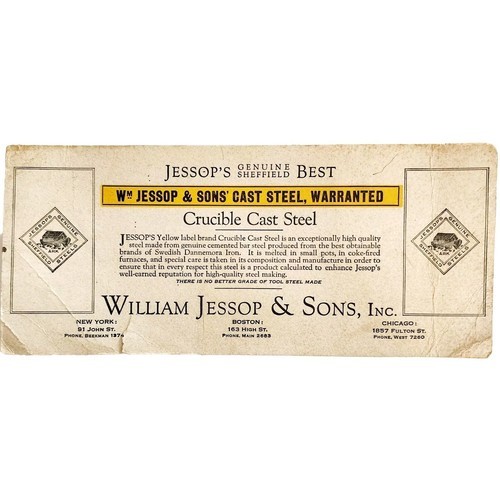 JESSOP'S GENUINE SHEFFIELD BEST
WM JESSOP & SONS' CAST STEEL, WARRANTED
Crucible Cast Steel
JESSOP'S Yellow label brand Crucible Cast Steel is an exceptionally high quality
steel made from genuine cemented bar steel produced from the best obtainable
brands of Swedish Dannemora Iron. It is melted in small pots, in coke-fired
furnaces, and special care is taken in its composition and manufacture in order to
ensure that in every respect this steel is a product calculated to enhance Jessop's
well-earned reputation for high-quality tool steel making.
THERE IS NO BETTER GRADE OF TOOL STEEL MADE
WILLIAM JESSOP & SONS, INC.
NEW YORK:
91 JOHN ST.
PHONE, BEEKMAN 1974
BOSTON:
163 HIGH ST.
PHONE, MAIN 2683
CHICAGO:
1857 FULTON ST.
PHONE, WEST 7260
JESSOP'S GENUINE
SHEFFIELD STEELS
ARK
JESSOP'S GENUINE
SHEFFIELD STEELS
ARK